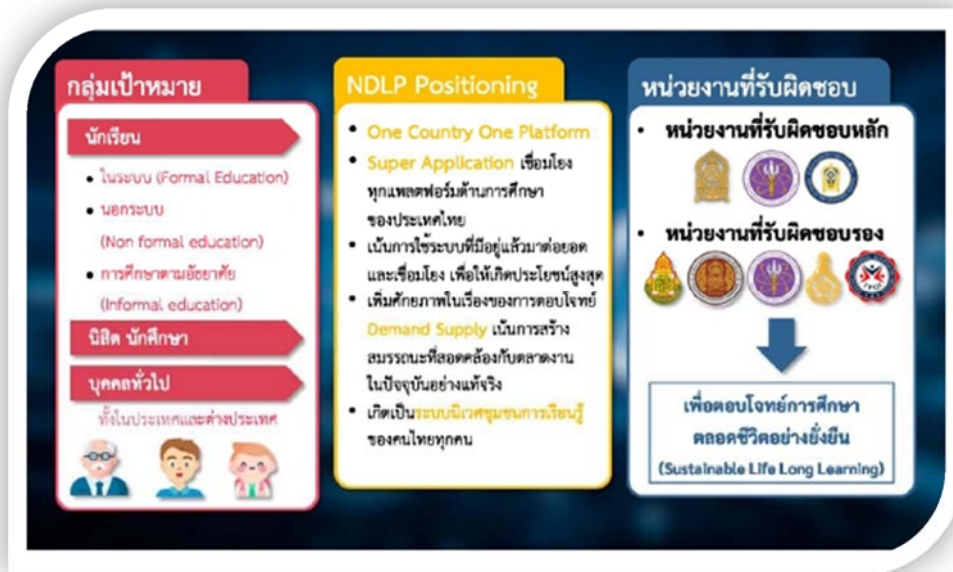 กลุ่มเป้าหมาย
นักเรียน
• ในระบบ (Formal Education)
• นอกระบบ
(Non formal education)
• การศึกษาตามอัธยาศัย
(Informal education)
นิสิต นักศึกษา
บุคคลทั่วไป
ทั้งในประเทศและต่างประเทศ
NDLP Positioning
• One Country One Platform
• Super Application เชื่อมโยง
ทุกแพลตฟอร์มด้านการศึกษา
ของประเทศไทย
• เน้นการใช้ระบบที่มีอยู่แล้วมาต่อยอด
และเชื่อมโยง เพื่อให้เกิดประโยชน์สูงสุด
• เพิ่มศักยภาพในเรื่องของการตอบโจทย์
Demand Supply เน้นการสร้าง
สมรรถนะที่สอดคล้องกับตลาดงาน
ในปัจจุบันอย่างแท้จริง
• เกิดเป็นระบบนิเวศชุมชนการเรียนรู้
ของคนไทยทุกคน
หน่วยงานที่รับผิดชอบ
• หน่วยงานที่รับผิดชอบหลัก
• หน่วยงานที่รับผิดชอบรอง
เพื่อตอบโจทย์การศึกษา
ตลอดชีวิตอย่างยั่งยืน
(Sustainable Life Long Learning)